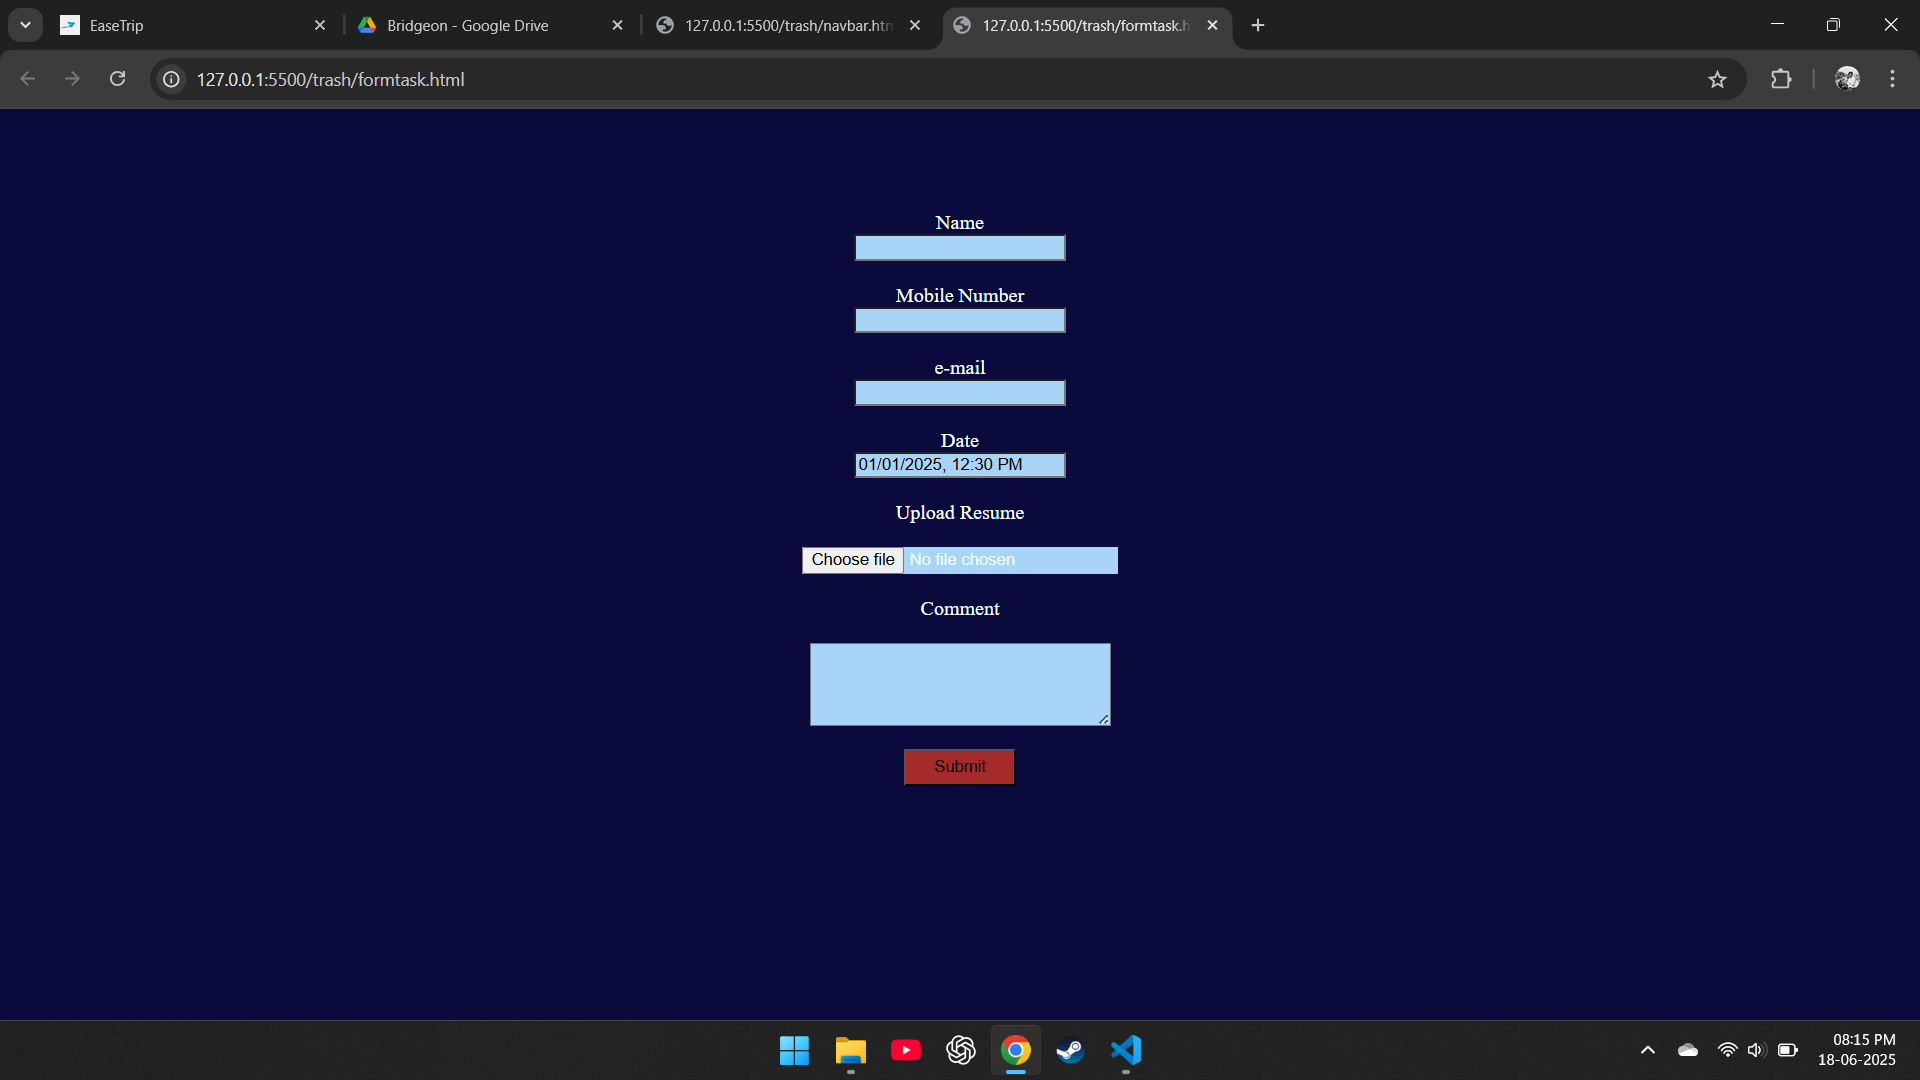 EaseTrip
Bridgeon - Google Drive
127.0.0.1:5500/trash/navbar.htm
127.0.0.1:5500/trash/formtask.h
127.0.0.1:5500/trash/formtask.html
Name
Mobile Number
e-mail
Date
01/01/2025, 12:30 PM
Upload Resume
Choose file No file chosen
Comment
Submit
08:15 PM
18-06-2025